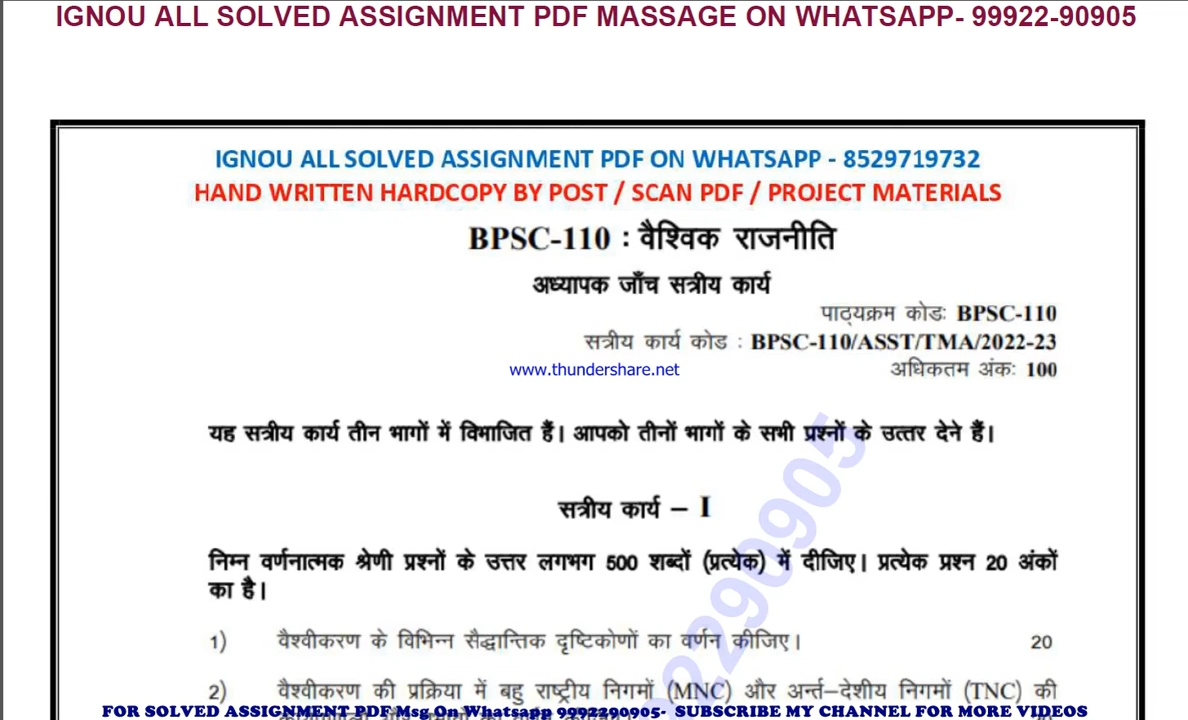 IGNOU ALL SOLVED ASSIGNMENT PDF MASSAGE ON WHATSAPP- 99922-90905
IGNOU ALL SOLVED ASSIGNMENT PDF ON WHATSAPP - 8529719732
HAND WRITTEN HARDCOPY BY POST / SCAN PDF / PROJECT MATERIALS
BPSC-110 : वैश्विक राजनीति
अध्यापक जाँच सत्रीय कार्य
पाठ्यक्रम कोडः BPSC-110
सत्रीय कार्य कोड : BPSC-110/ASST/TMA/2022-23
www.thundershare.net
अधिकतम अंकः 100
यह सत्रीय कार्य तीन भागों में विभाजित हैं। आपको तीनों भागों के सभी प्रश्नों के उत्तर देने हैं।
सत्रीय कार्य – I
निम्न वर्णनात्मक श्रेणी प्रश्नों के उत्तर लगभग 500 शब्दों (प्रत्येक) में दीजिए। प्रत्येक प्रश्न 20 अंकों
का है।
1) वैश्वीकरण के विभिन्न सैद्धान्तिक दृष्टिकोणों का वर्णन कीजिए। 20
2) वैश्वीकरण की प्रक्रिया में बहु राष्ट्रीय निगमों (MNC) और अर्न्त–देशीय निगमों (TNC) की
FOR SOLVED ASSIGNMENT PDF Msg On Whatsapp 9992290905- SUBSCRIBE MY CHANNEL FOR MORE VIDEOS